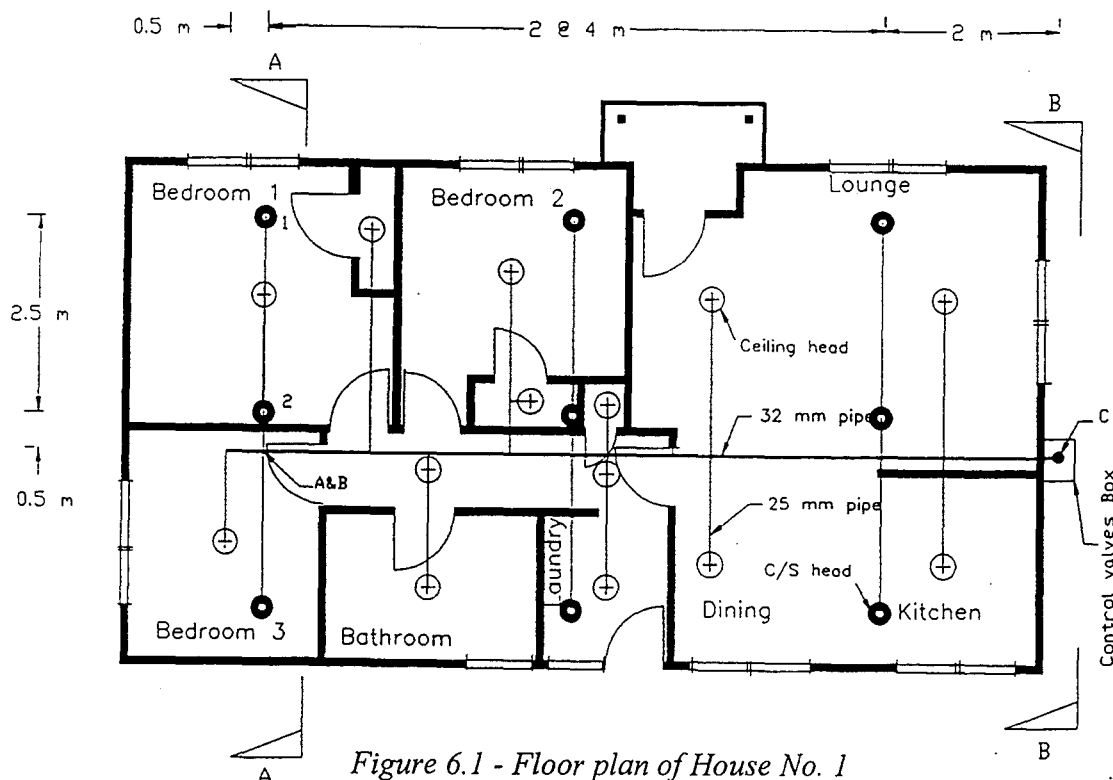 0.5 m
2 @ 4 m
2 m
A
B
Bedroom 1
Bedroom 2
Lounge
1
2.5 m
Ceiling head
2
32 mm pipe
C
0.5 m
A&B
25 mm pipe
Control valves Box
Laundry
C/S head
Bedroom 3
Bathroom
Dining
Kitchen
A
B
Figure 6.1 - Floor plan of House No. 1